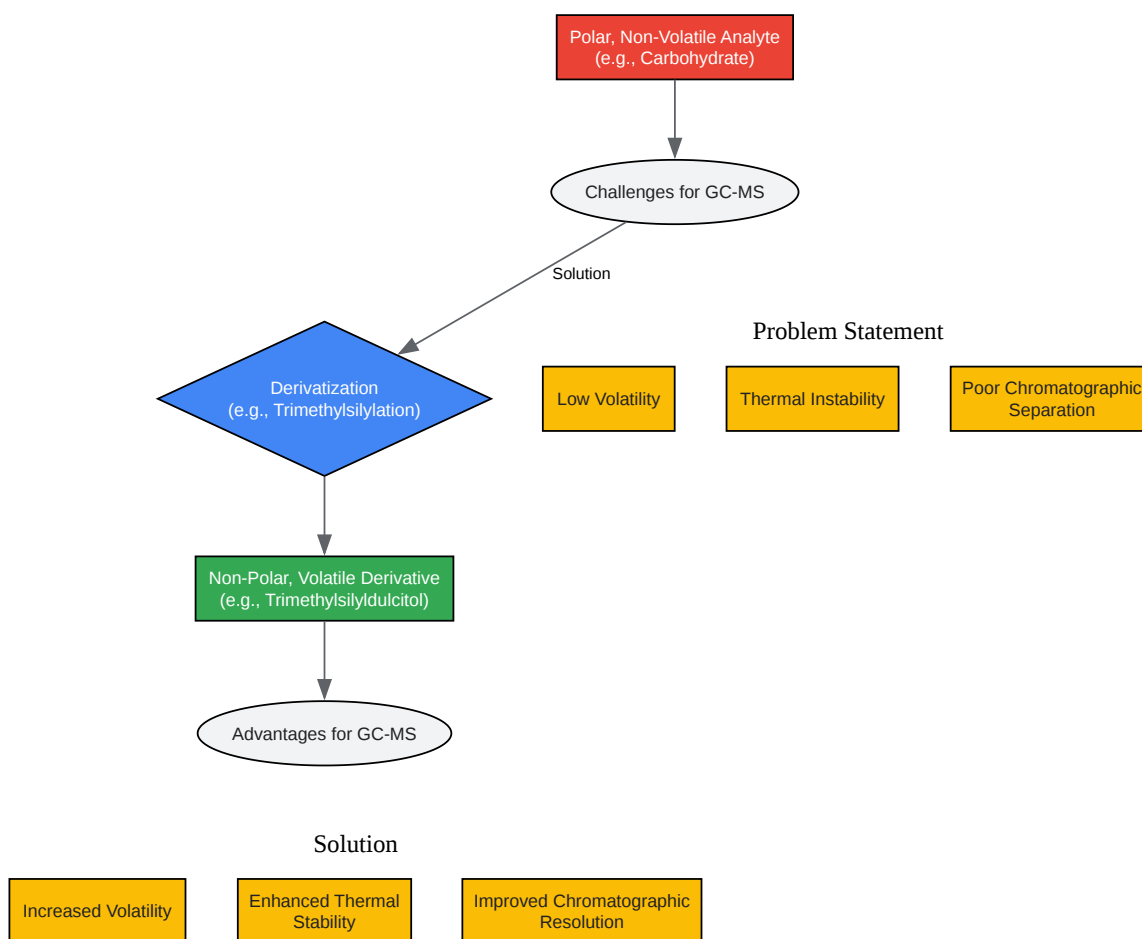 Polar, Non-Volatile Analyte
(e.g., Carbohydrate)
Challenges for GC-MS
Solution
Problem Statement
Derivatization
(e.g., Trimethylsilylation)
Low Volatility
Thermal Instability
Poor Chromatographic
Separation
Non-Polar, Volatile Derivative
(e.g., Trimethylsilyldulcitol)
Advantages for GC-MS
Solution
Increased Volatility
Enhanced Thermal
Stability
Improved Chromatographic
Resolution